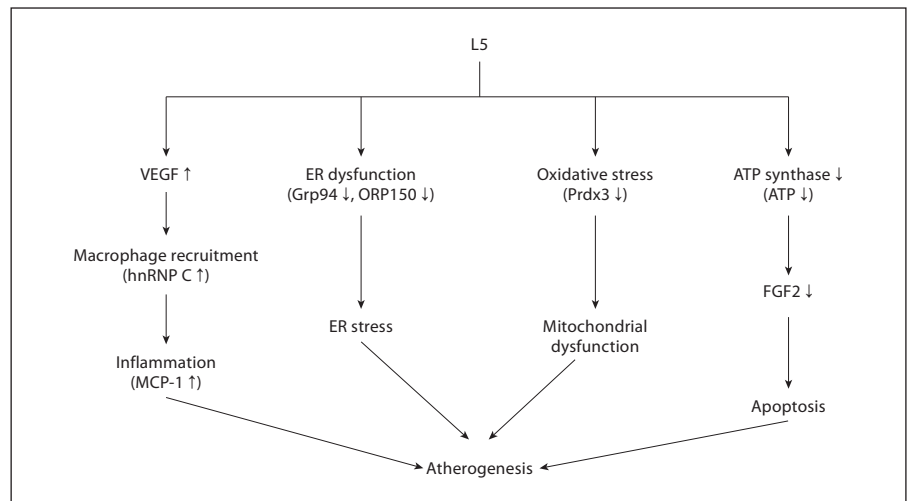 L5
VEGF ↑
ER dysfunction
(Grp94 ↓, ORP150 ↓)
Oxidative stress
(Prdx3 ↓)
ATP synthase ↓
(ATP ↓)
Macrophage recruitment
(hnRNP C ↑)
FGF2 ↓
ER stress
Mitochondrial
dysfunction
Inflammation
(MCP-1 ↑)
Apoptosis
Atherogenesis